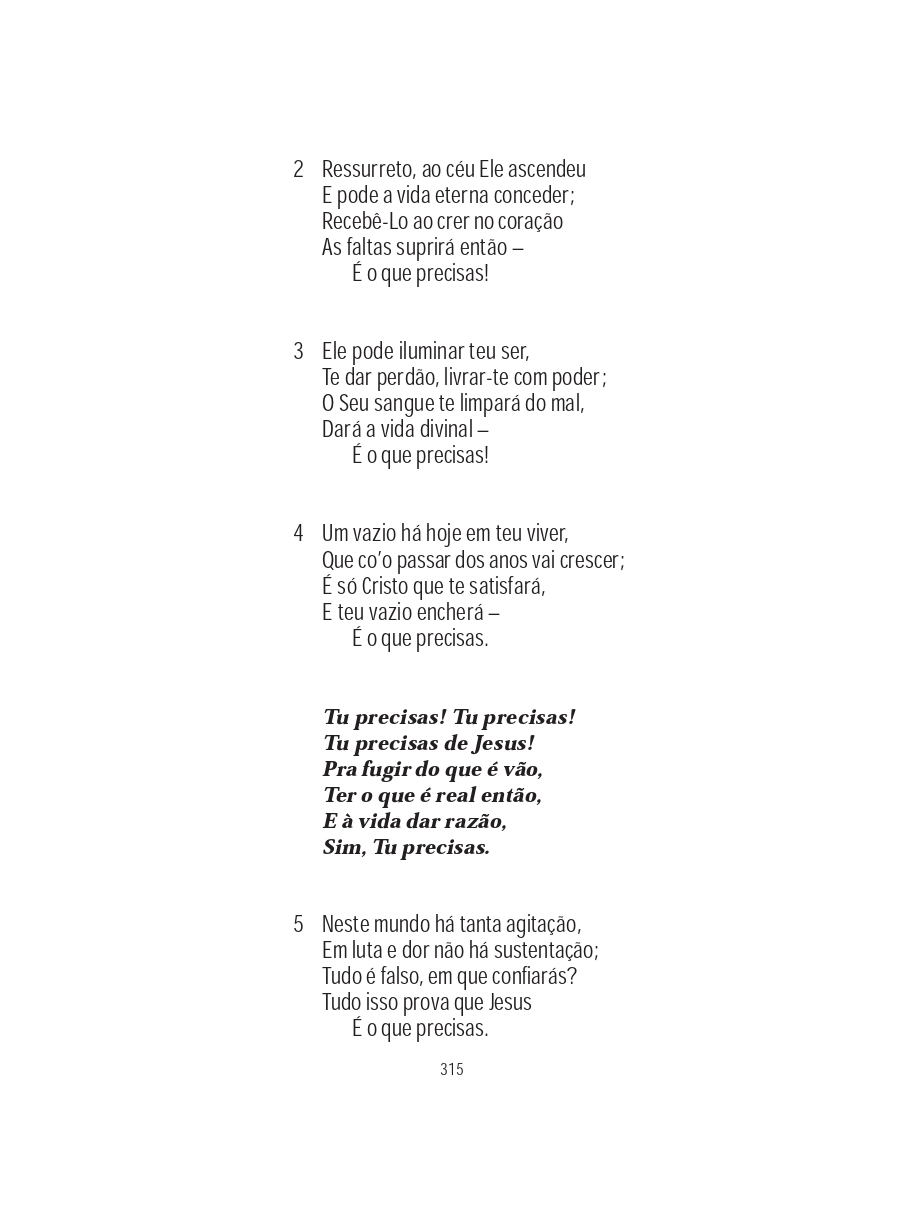 2 Ressurreto, ao céu Ele ascendeu
E pode a vida eterna conceder;
Recebê-Lo ao crer no coração
As faltas suprirá então –
É o que precisas!
3 Ele pode iluminar teu ser,
Te dar perdão, livrar-te com poder;
O Seu sangue te limpará do mal,
Dará a vida divinal –
É o que precisas!
4 Um vazio há hoje em teu viver,
Que co’o passar dos anos vai crescer;
É só Cristo que te satisfará,
E teu vazio encherá –
É o que precisas.
Tu precisas! Tu precisas!
Tu precisas de Jesus!
Pra fugir do que é vão,
Ter o que é real então,
E à vida dar razão,
Sim, Tu precisas.
5 Neste mundo há tanta agitação,
Em luta e dor não há sustentação;
Tudo é falso, em que confiarás?
Tudo isso prova que Jesus
É o que precisas.
315